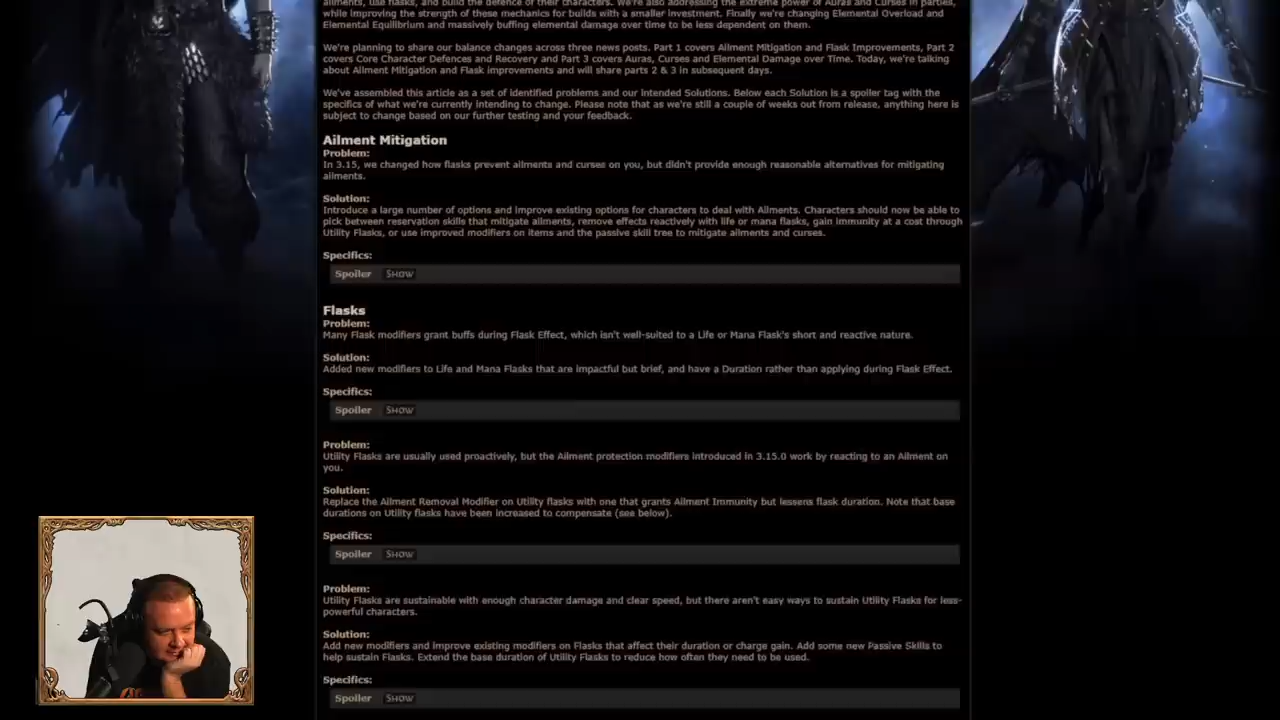 ailments, use flasks, and build the defence of their characters. We're also addressing the extreme power of Auras and Curses in parties,
while improving the strength of these mechanics for builds with a smaller investment. Finally we're changing Elemental Overload and
Elemental Equilibrium and massively buffing elemental damage over time to be less dependent on them.
We're planning to share our balance changes across three news posts. Part 1 covers Ailment Mitigation and Flask Improvements, Part 2
covers Core Character Defences and Recovery and Part 3 covers Auras, Curses and Elemental Damage over Time. Today, we're talking
about Ailment Mitigation and Flask improvements and will share parts 2 & 3 in subsequent days.
We've assembled this article as a set of identified problems and our intended Solutions. Below each Solution is a spoiler tag with the
specifics of what we're currently intending to change. Please note that as we're still a couple of weeks out from release, anything here is
subject to change based on our further testing and your feedback.
Ailment Mitigation
Problem:
In 3.15, we changed how flasks prevent ailments and curses on you, but didn't provide enough reasonable alternatives for mitigating
ailments.
Solution:
Introduce a large number of options and improve existing options for characters to deal with Ailments. Characters should now be able to
pick between reservation skills that mitigate ailments, remove effects reactively with life or mana flasks, gain immunity at a cost through
Utility Flasks, or use improved modifiers on items and the passive skill tree to mitigate ailments and curses.
Specifics:
Spoiler Show
Flasks
Problem:
Many Flask modifiers grant buffs during Flask Effect, which isn't well-suited to a Life or Mana Flask's short and reactive nature.
Solution:
Added new modifiers to Life and Mana Flasks that are impactful but brief, and have a Duration rather than applying during Flask Effect.
Specifics:
Spoiler Show
Problem:
Utility Flasks are usually used proactively, but the Ailment protection modifiers introduced in 3.15.0 work by reacting to an Ailment on
you.
Solution:
Replace the Ailment Removal Modifier on Utility flasks with one that grants Ailment Immunity but lessens flask duration. Note that base
durations on Utility flasks have been increased to compensate (see below).
Specifics:
Spoiler Show
Problem:
Utility Flasks are sustainable with enough character damage and clear speed, but there aren't easy ways to sustain Utility Flasks for less-
powerful characters.
Solution:
Add new modifiers and improve existing modifiers on Flasks that affect their duration or charge gain. Add some new Passive Skills to
help sustain Flasks. Extend the base duration of Utility Flasks to reduce how often they need to be used.
Specifics:
Spoiler Show